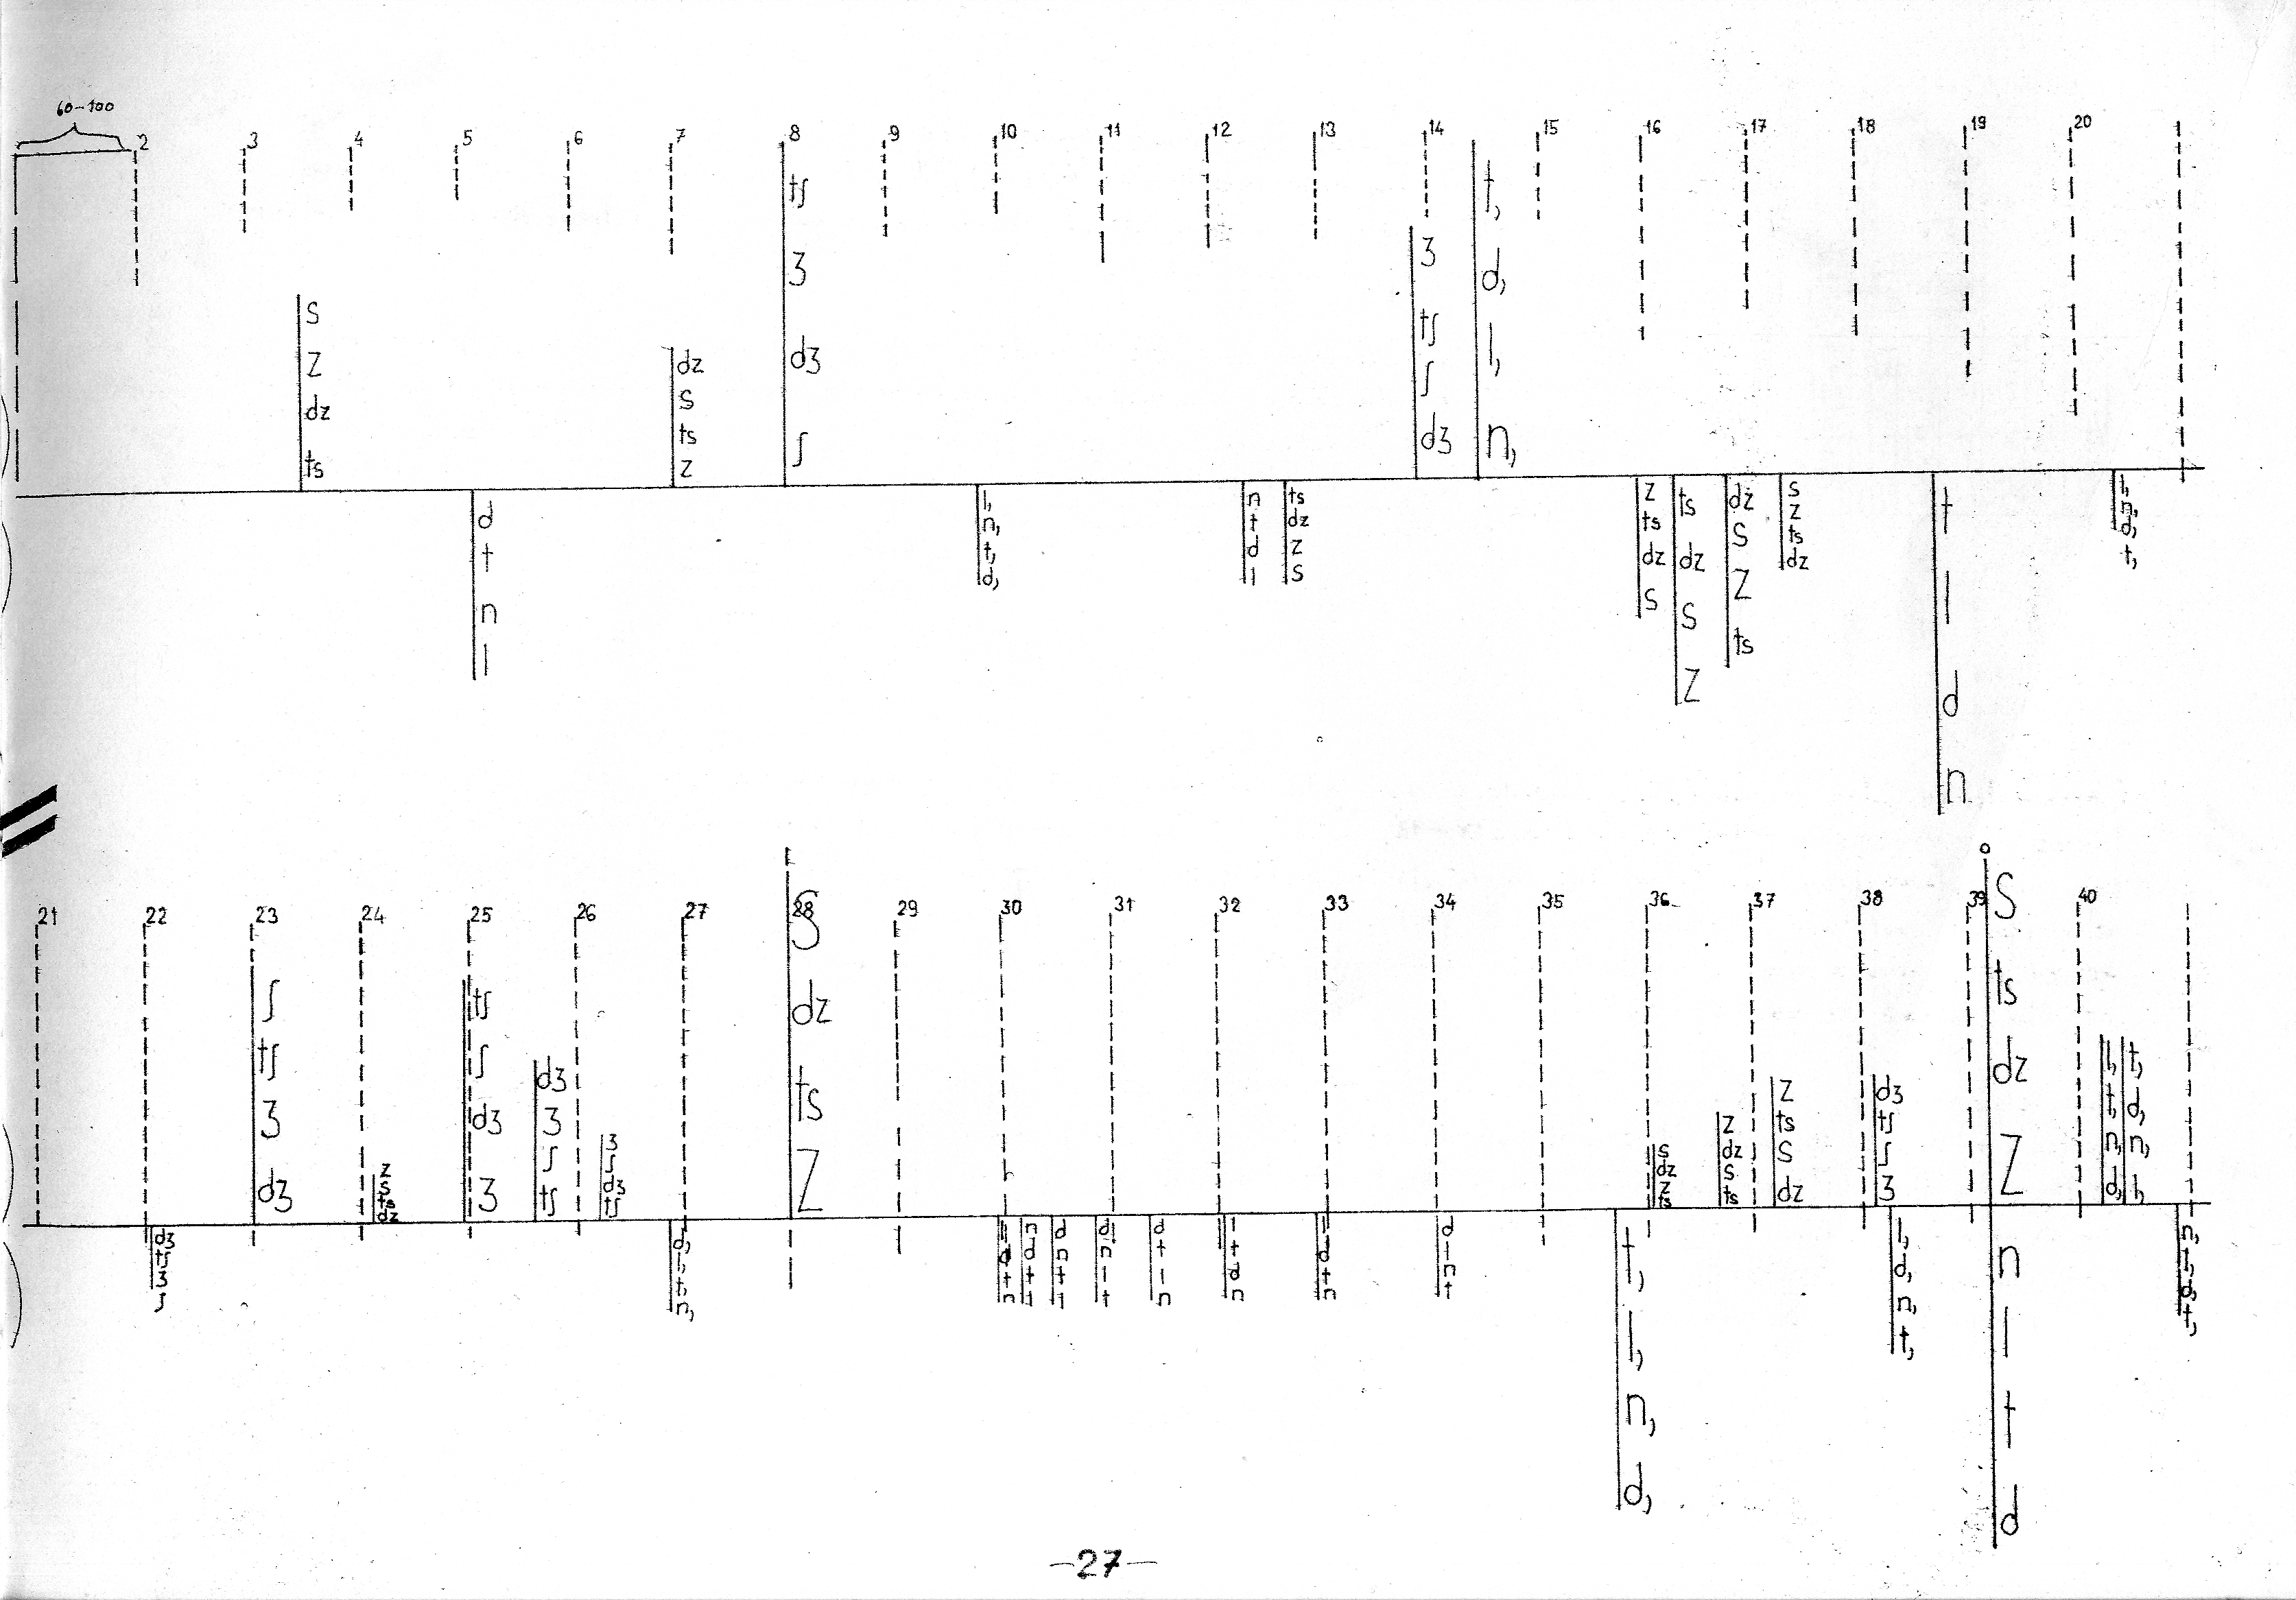 60-100
2 3 4 5 6 7 8 9 10 11 12 13 14 15 16 17 18 19 20
s z dz ts
d t n l
dz s ts z
tʃ ʒ dʒ ʃ
l, n, t, d,
n t d l
ts dz z s
ʒ tʃ ʃ dʒ
t, d, l, n,
z ts dz s
ts dz s z
dz s z ts
s z ts dz
t l d n
l, n, d, t,
21 22 23 24 25 26 27 28 29 30 31 32 33 34 35 36 37 38 39 40
dʒ tʃ ʒ ʃ
ʃ tʃ ʒ dʒ
z s ts dz
tʃ ʃ dʒ ʒ
dʒ ʒ ʃ tʃ
ʒ ʃ dʒ tʃ
d, l, t, n,
S dz ts Z
l d t n
n d t l
d n t l
d n l t
d t l n
l t d n
l d t n
d l n t
t, l, n, d,
s dz z ts
z dz s ts
z ts s dz
dʒ tʃ ʃ ʒ
l, d, n, t,
S ts dz Z
n l t d
l, t, n, d,
t, d, n, l,
-27-